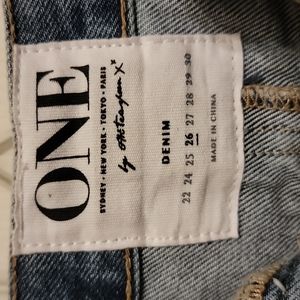 ONE
SYDNEY • NEW YORK • TOKYO • PARIS
by OneTeaspoon X
DENIM
22 24 25 26 27 28 29 30
MADE IN CHINA